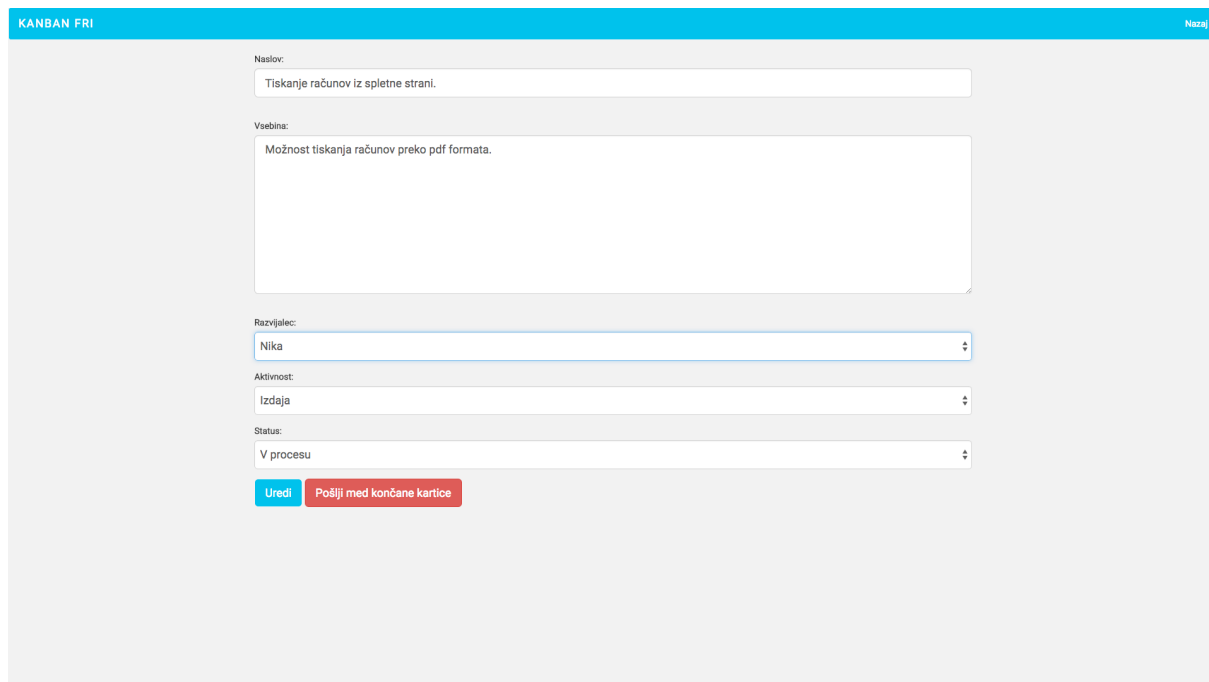 KANBAN FRI
Nazaj
Naslov:
Tiskanje računov iz spletne strani.
Vsebina:
Možnost tiskanja računov preko pdf formata.
Razvijalec:
Nika
Aktivnost:
Izdaja
Status:
V procesu
Uredi
Pošlji med končane kartice